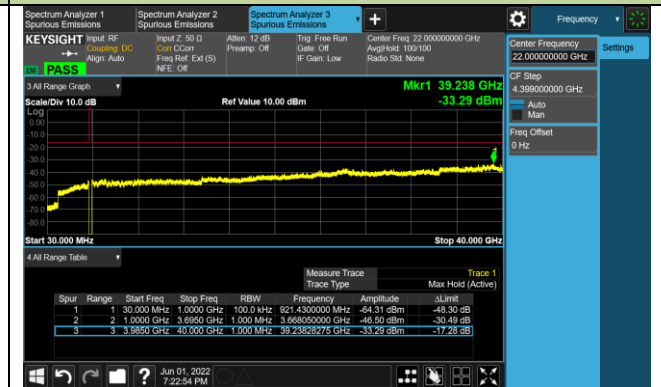 Spectrum Analyzer 1 Spectrum Analyzer 2 Spectrum Analyzer 3
Spurious Emissions Spurious Emissions Spurious Emissions
+ Frequency
KEYSIGHT Input: RF Input Z: 50 Ω Atten: 12 dB Trig: Free Run Center Freq: 22.000000000 GHz
Coupling: DC Corr CCorr Preamp: Off Gate: Off Avg|Hold: 100/100
Align: Auto Freq Ref: Ext (S) IF Gain: Low Radio Std: None
NFE: Off
PASS
Center Frequency Settings
22.000000000 GHz
CF Step
4.399000000 GHz
Auto
Man
Freq Offset
0 Hz
3 All Range Graph Mkr1 39.238 GHz
Scale/Div 10.0 dB Ref Value 10.00 dBm -33.29 dBm
Log
0.00
-10.0
-20.0
-30.0
-40.0
-50.0
-60.0
-70.0
-80.0
Start 30.000 MHz Stop 40.000 GHz
4 All Range Table
Measure Trace Trace 1
Trace Type Max Hold (Active)
Spur Range Start Freq Stop Freq RBW Frequency Amplitude ΔLimit
1 1 30.000 MHz 1.0000 GHz 100.0 kHz 921.4300000 MHz -64.31 dBm -48.30 dB
2 2 1.0000 GHz 3.6950 GHz 1.000 MHz 3.668050000 GHz -46.50 dBm -30.49 dB
3 3 3.9850 GHz 40.000 GHz 1.000 MHz 39.23828275 GHz -33.29 dBm -17.28 dB
? Jun 01, 2022
7:22:54 PM